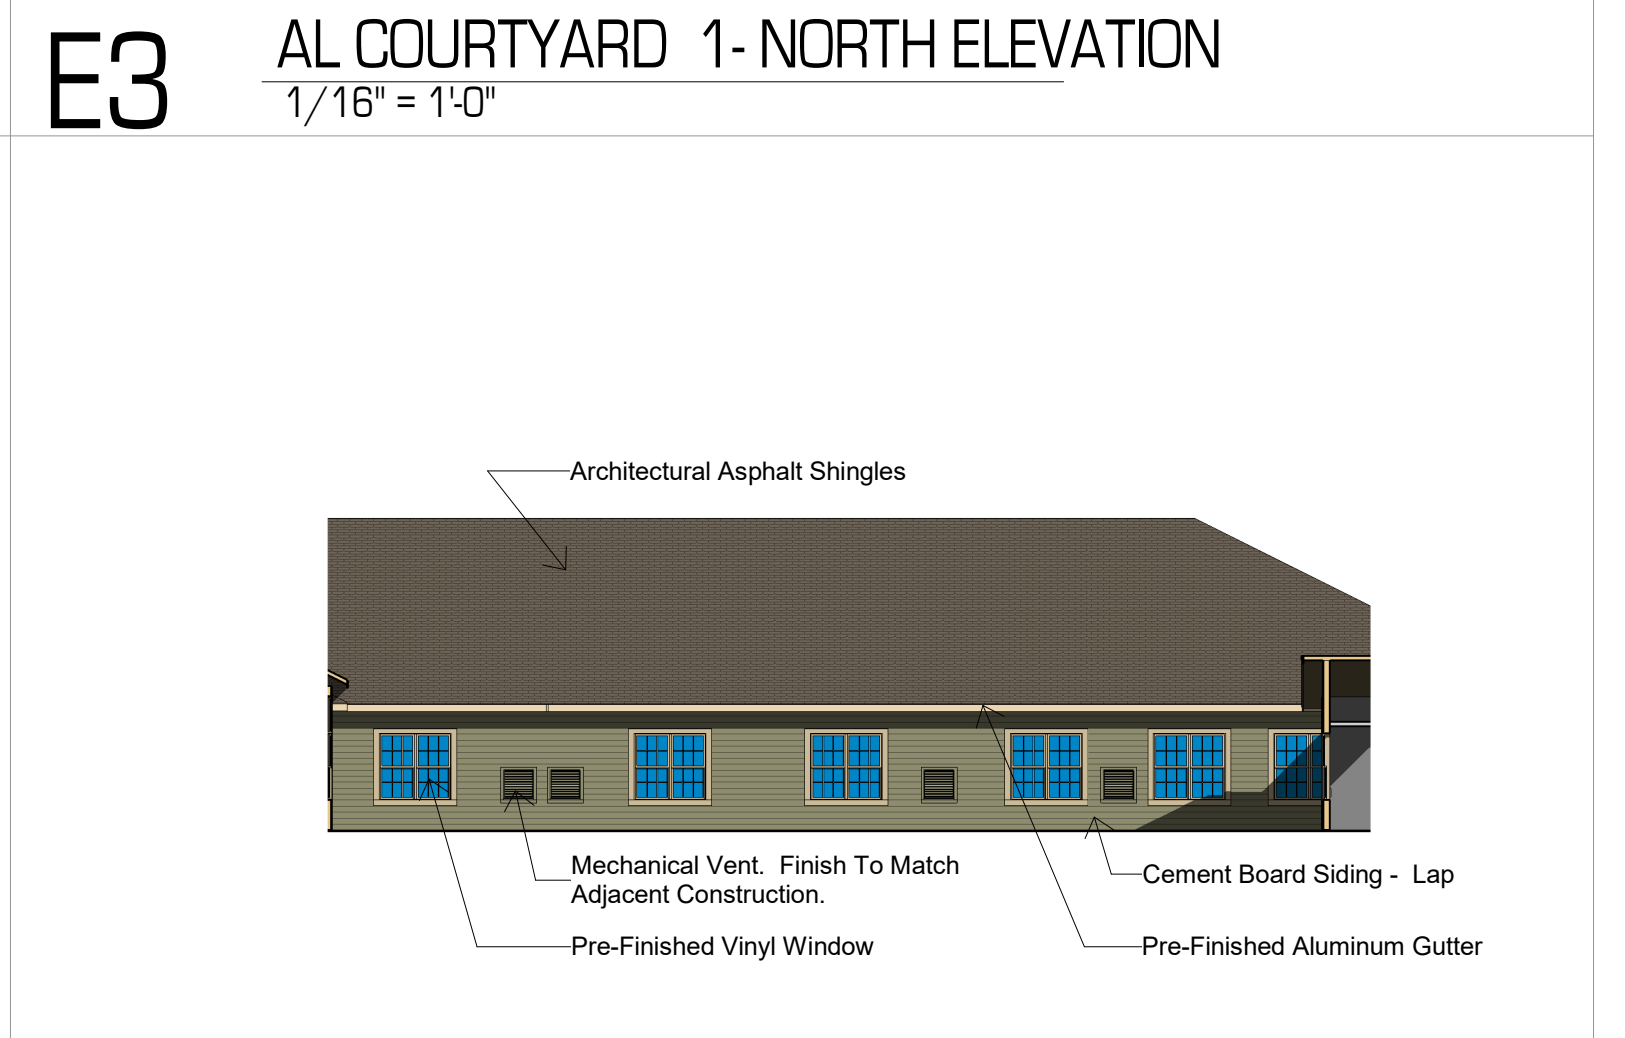 E3
AL COURTYARD  1- NORTH ELEVATION
1/16" = 1'-0"
Architectural Asphalt Shingles
Mechanical Vent.  Finish To Match
Adjacent Construction.
Cement Board Siding -  Lap
Pre-Finished Vinyl Window
Pre-Finished Aluminum Gutter